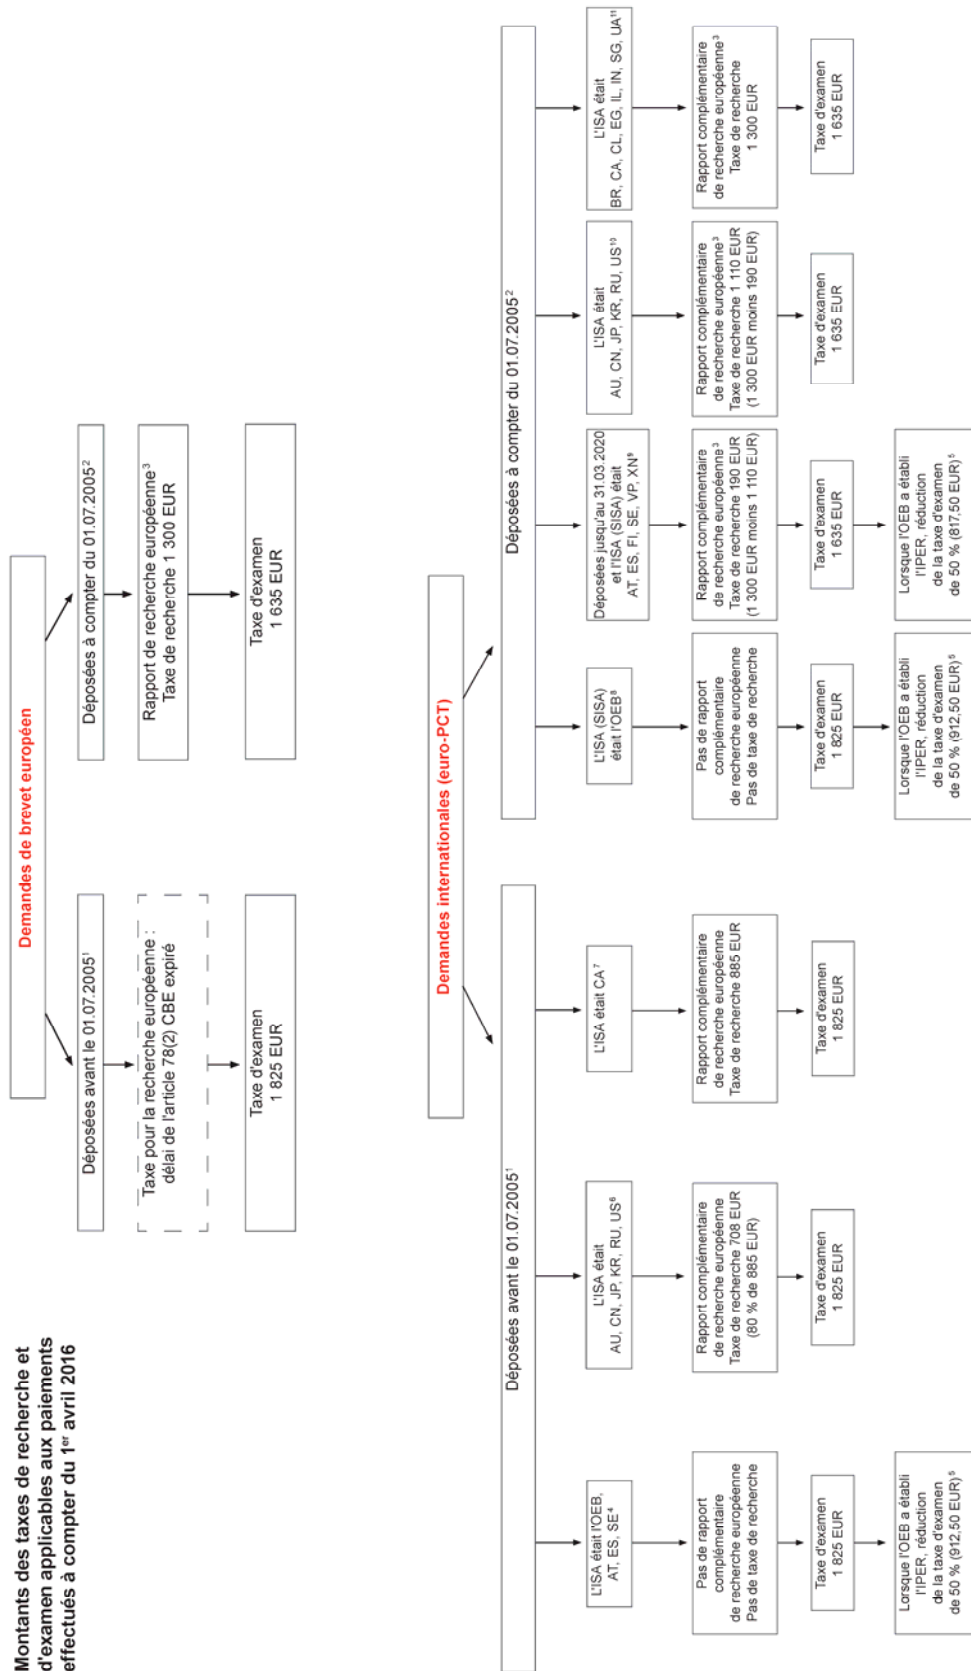 Montants des taxes de recherche et
d'examen applicables aux paiements
effectués à compter du 1er avril 2016
Demandes de brevet européen
Déposées avant le 01.07.2005¹
Taxe pour la recherche européenne :
délai de l'article 78(2) CBE expiré
Taxe d'examen
1 825 EUR
Déposées à compter du 01.07.2005²
Rapport de recherche européenne³
Taxe de recherche 1 300 EUR
Taxe d'examen
1 635 EUR
Demandes internationales (euro-PCT)
Déposées avant le 01.07.2005¹
L'ISA était l'OEB,
AT, ES, SE⁴
Pas de rapport
complémentaire
de recherche européenne
Pas de taxe de recherche
Taxe d'examen
1 825 EUR
Lorsque l'OEB a établi
l'IPER, réduction
de la taxe d'examen
de 50 % (912,50 EUR)⁵
L'ISA était
AU, CN, JP, KR, RU, US⁶
Rapport complémentaire
de recherche européenne
Taxe de recherche 708 EUR
(80 % de 885 EUR)
Taxe d'examen
1 825 EUR
L'ISA était CA⁷
Rapport complémentaire
de recherche européenne
Taxe de recherche 885 EUR
Taxe d'examen
1 825 EUR
Déposées à compter du 01.07.2005²
L'ISA (SISA)
était l'OEB⁸
Pas de rapport
complémentaire
de recherche européenne
Pas de taxe de recherche
Taxe d'examen
1 825 EUR
Lorsque l'OEB a établi
l'IPER, réduction
de la taxe d'examen
de 50 % (912,50 EUR)⁵
Déposées jusqu'au 31.03.2020
et l'ISA (SISA) était
AT, ES, FI, SE, VP, XN⁹
Rapport complémentaire
de recherche européenne³
Taxe de recherche 190 EUR
(1 300 EUR moins 1 110 EUR)
Taxe d'examen
1 635 EUR
Lorsque l'OEB a établi
l'IPER, réduction
de la taxe d'examen
de 50 % (817,50 EUR)⁵
L'ISA était
AU, CN, JP, KR, RU, US¹⁰
Rapport complémentaire
de recherche européenne³
Taxe de recherche 1 110 EUR
(1 300 EUR moins 190 EUR)
Taxe d'examen
1 635 EUR
L'ISA était
BR, CA, CL, EG, IL, IN, SG, UA¹¹
Rapport complémentaire
de recherche européenne³
Taxe de recherche
1 300 EUR
Taxe d'examen
1 635 EUR